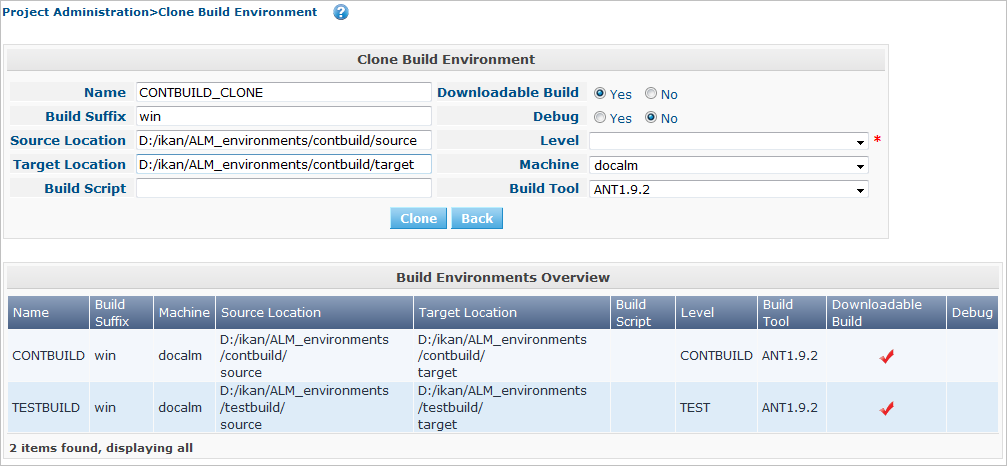 Project Administration>Clone Build Environment ?
Clone Build Environment
Name CONTBUILD_CLONE Downloadable Build Yes No
Build Suffix win Debug Yes No
Source Location D:/ikan/ALM_environments/contbuild/source Level *
Target Location D:/ikan/ALM_environments/contbuild/target Machine docalm
Build Script Build Tool ANT1.9.2
Clone Back
Build Environments Overview
Name Build Suffix Machine Source Location Target Location Build Script Level Build Tool Downloadable Build Debug
CONTBUILD win docalm D:/ikan/ALM_environments/contbuild/source D:/ikan/ALM_environments/contbuild/target CONTBUILD ANT1.9.2
TESTBUILD win docalm D:/ikan/ALM_environments/testbuild/source D:/ikan/ALM_environments/testbuild/target TEST ANT1.9.2
2 items found, displaying all